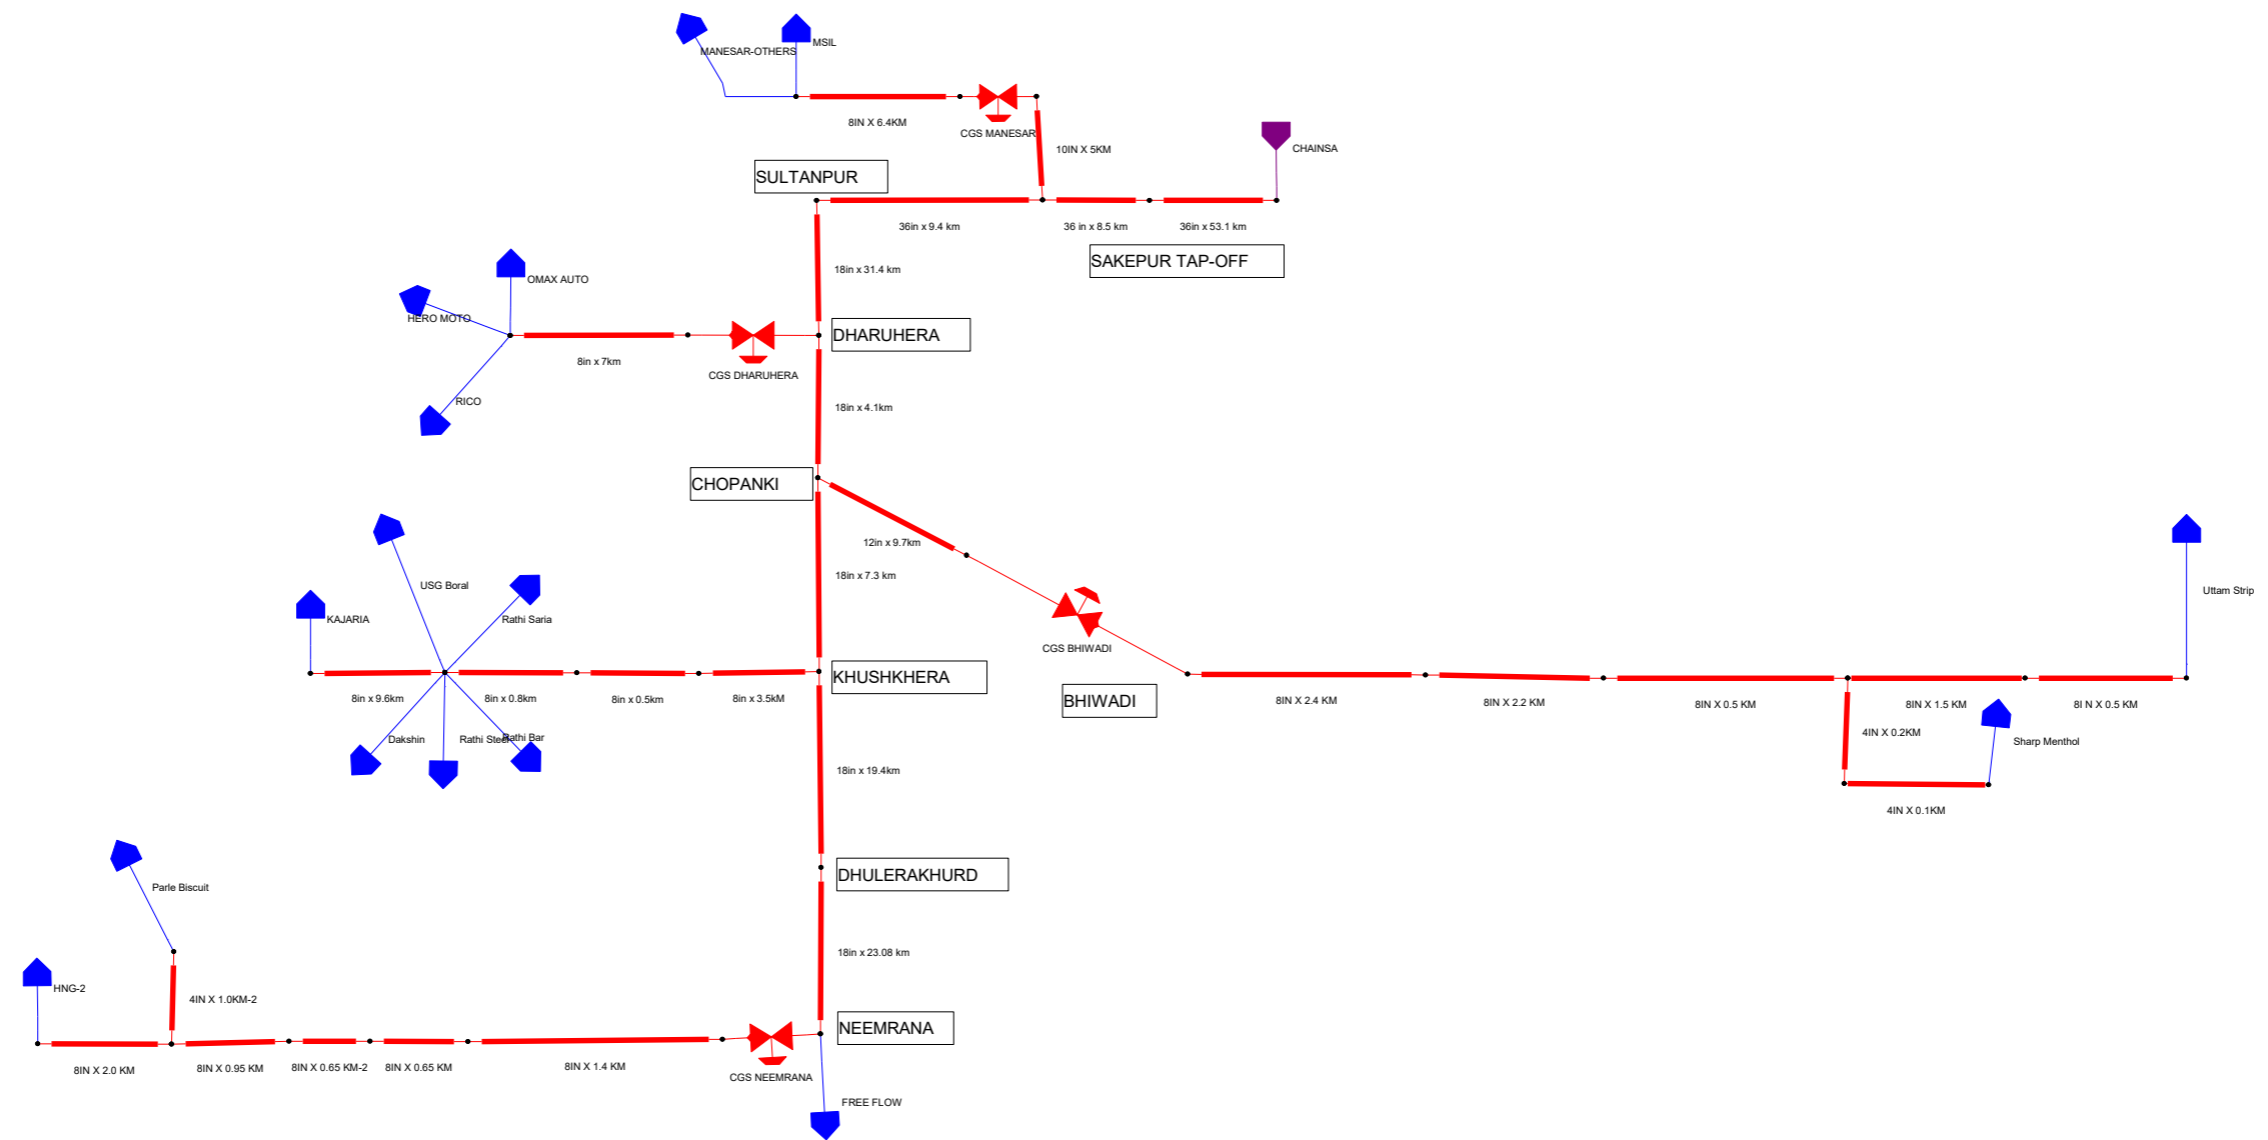 MANESAR-OTHERS
MSIL
8IN X 6.4KM
CGS MANESAR
10IN X 5KM
CHAINSA
SULTANPUR
36in x 9.4 km
36 in x 8.5 km
36in x 53.1 km
SAKEPUR TAP-OFF
18in x 31.4 km
OMAX AUTO
HERO MOTO
DHARUHERA
8in x 7km
CGS DHARUHERA
RICO
18in x 4.1km
CHOPANKI
12in x 9.7km
18in x 7.3 km
USG Boral
Rathi Saria
KAJARIA
Uttam Strip
CGS BHIWADI
KHUSHKHERA
BHIWADI
8in x 9.6km
8in x 0.8km
8in x 0.5km
8in x 3.5kM
8IN X 2.4 KM
8IN X 2.2 KM
8IN X 0.5 KM
8IN X 1.5 KM
8I N X 0.5 KM
4IN X 0.2KM
Sharp Menthol
Dakshin
Rathi Steel
Rathi Bar
18in x 19.4km
4IN X 0.1KM
DHULERAKHURD
Parle Biscuit
18in x 23.08 km
HNG-2
4IN X 1.0KM-2
NEEMRANA
8IN X 2.0 KM
8IN X 0.95 KM
8IN X 0.65 KM-2
8IN X 0.65 KM
8IN X 1.4 KM
CGS NEEMRANA
FREE FLOW